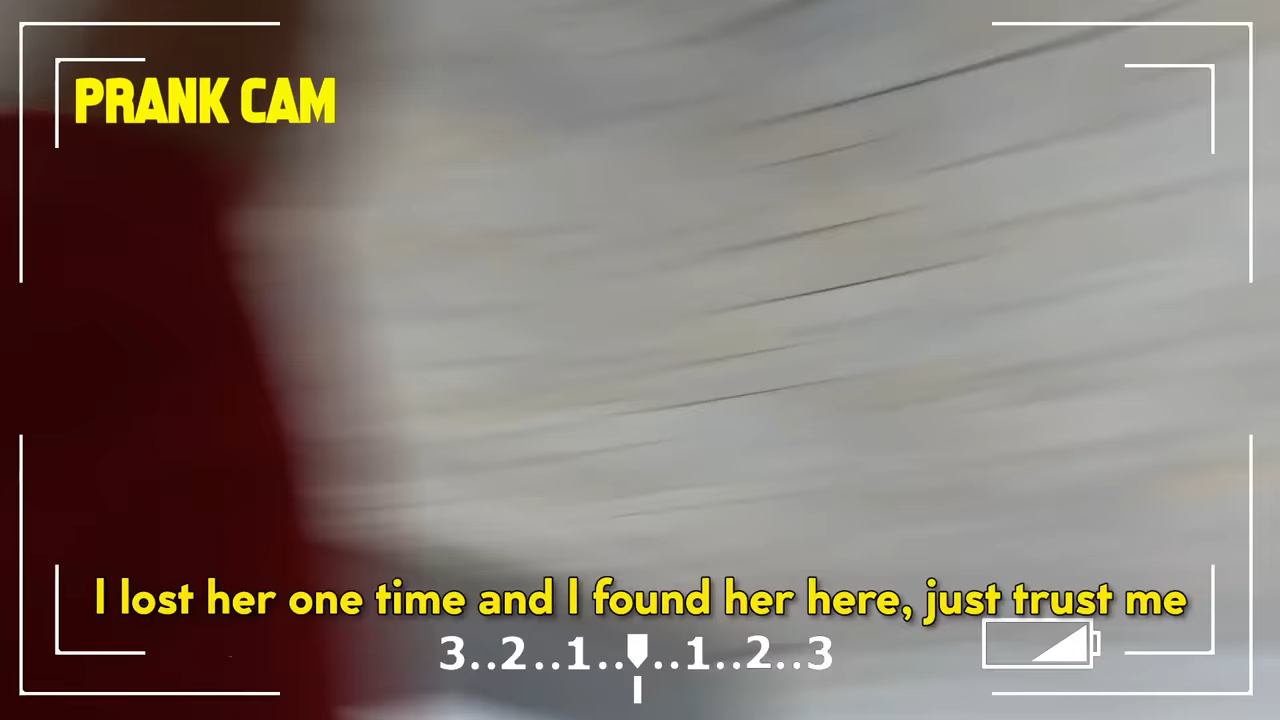 PRANK CAM
I lost her one time and I found her here, just trust me
3..2..1.. ..1..2..3